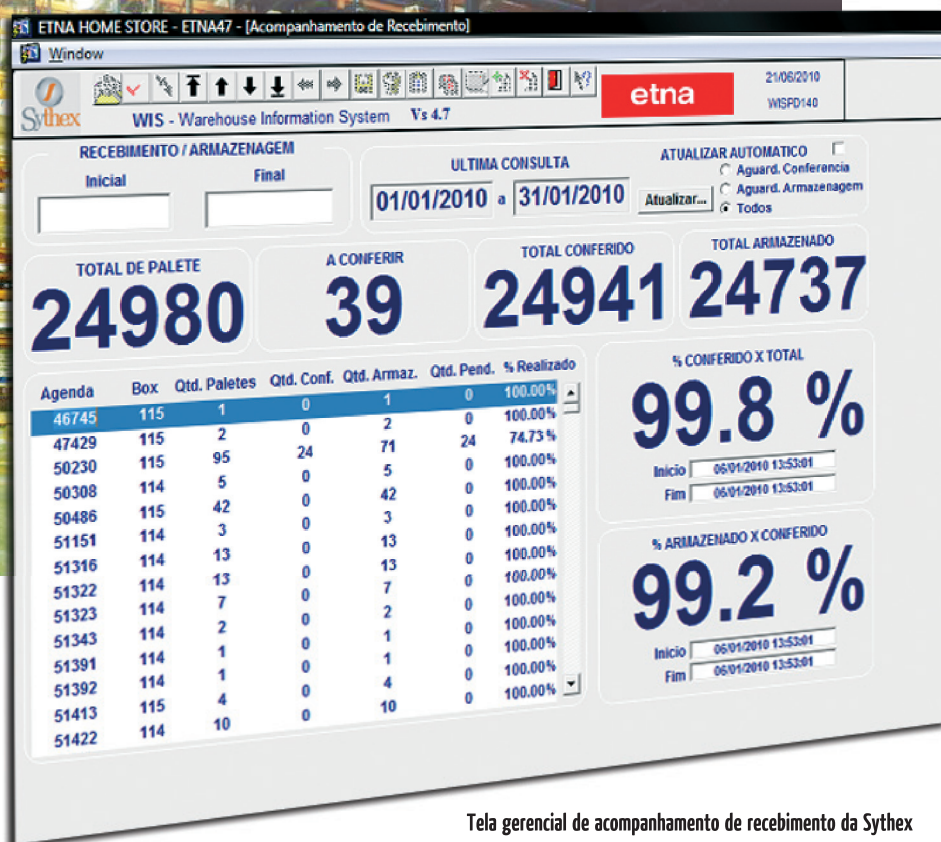 ETNA HOME STORE - ETNA47 - [Acompanhamento de Recebimento]
Window
Sythex
WIS - Warehouse Information System Vs 4.7
etna
21/06/2010
WISPD140
RECEBIMENTO / ARMAZENAGEM
Inicial Final
ULTIMA CONSULTA
01/01/2010 a 31/01/2010
ATUALIZAR AUTOMATICO
Atualizar...
Aguard. Conferencia
Aguard. Armazenagem
Todos
TOTAL DE PALETE
24980
A CONFERIR
39
TOTAL CONFERIDO
24941
TOTAL ARMAZENADO
24737
Agenda Box Qtd. Paletes Qtd. Conf. Qtd. Armaz. Qtd. Pend. % Realizado
46745 115 1 0 1 0 100.00%
47429 115 2 0 2 0 100.00%
50230 115 95 24 71 24 74.73%
50308 114 5 0 5 0 100.00%
50486 115 42 0 42 0 100.00%
51151 114 3 0 3 0 100.00%
51316 114 13 0 13 0 100.00%
51322 114 13 0 13 0 100.00%
51323 114 7 0 7 0 100.00%
51343 114 2 0 2 0 100.00%
51391 114 1 0 1 0 100.00%
51392 114 1 0 1 0 100.00%
51413 115 4 0 4 0 100.00%
51422 114 10 0 10 0 100.00%
% CONFERIDO X TOTAL
99.8 %
Inicio 06/01/2010 13:53:01
Fim 06/01/2010 13:53:01
% ARMAZENADO X CONFERIDO
99.2 %
Inicio 06/01/2010 13:53:01
Fim 06/01/2010 13:53:01
Tela gerencial de acompanhamento de recebimento da Sythex